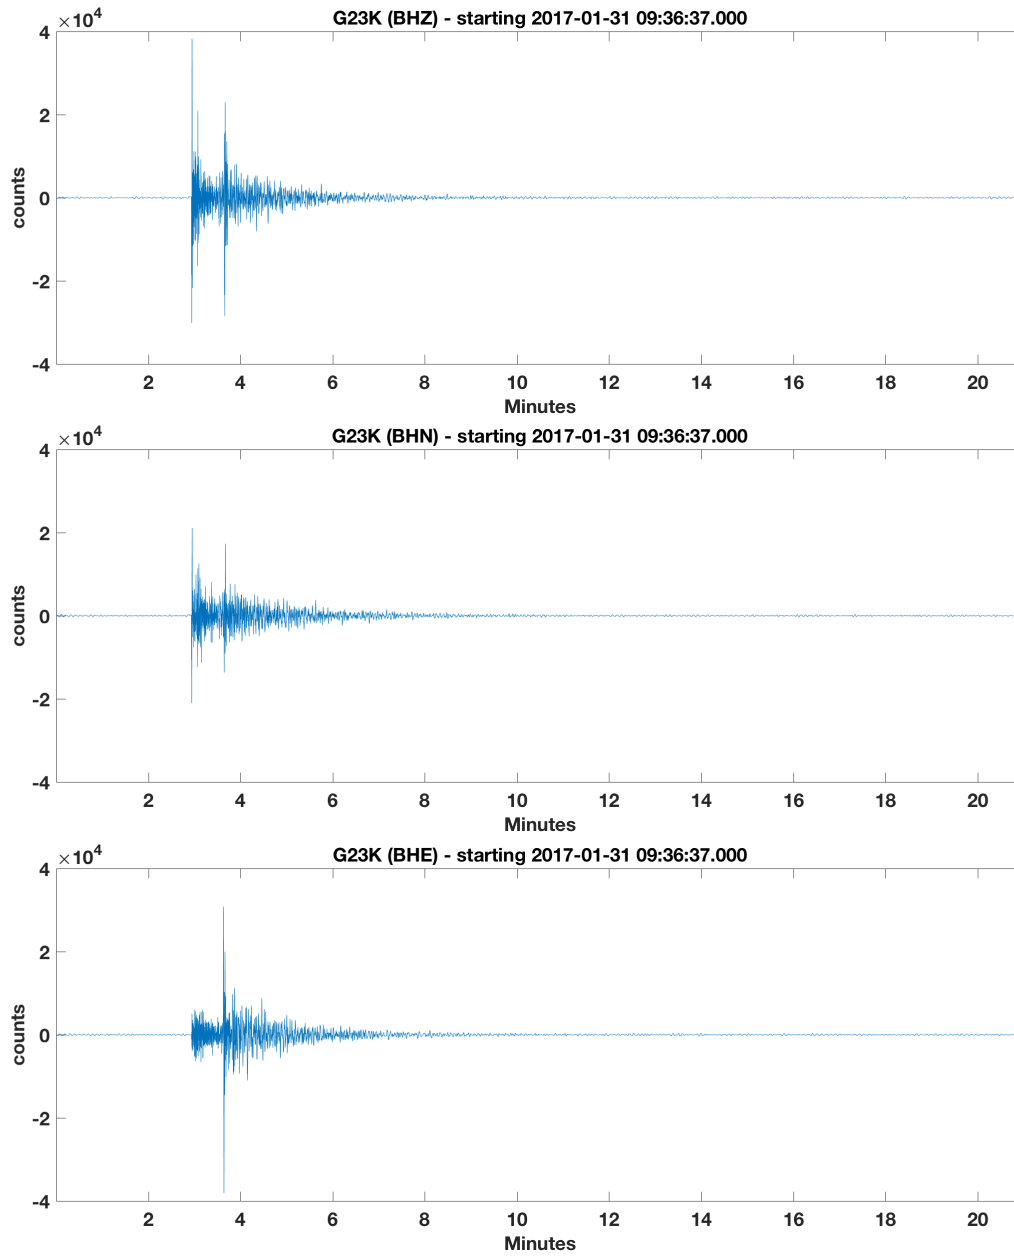 ×10⁴
G23K (BHZ) - starting 2017-01-31 09:36:37.000
4
2
0
-2
-4
counts
2 4 6 8 10 12 14 16 18 20
Minutes
×10⁴
G23K (BHN) - starting 2017-01-31 09:36:37.000
4
2
0
-2
-4
counts
2 4 6 8 10 12 14 16 18 20
Minutes
×10⁴
G23K (BHE) - starting 2017-01-31 09:36:37.000
4
2
0
-2
-4
counts
2 4 6 8 10 12 14 16 18 20
Minutes